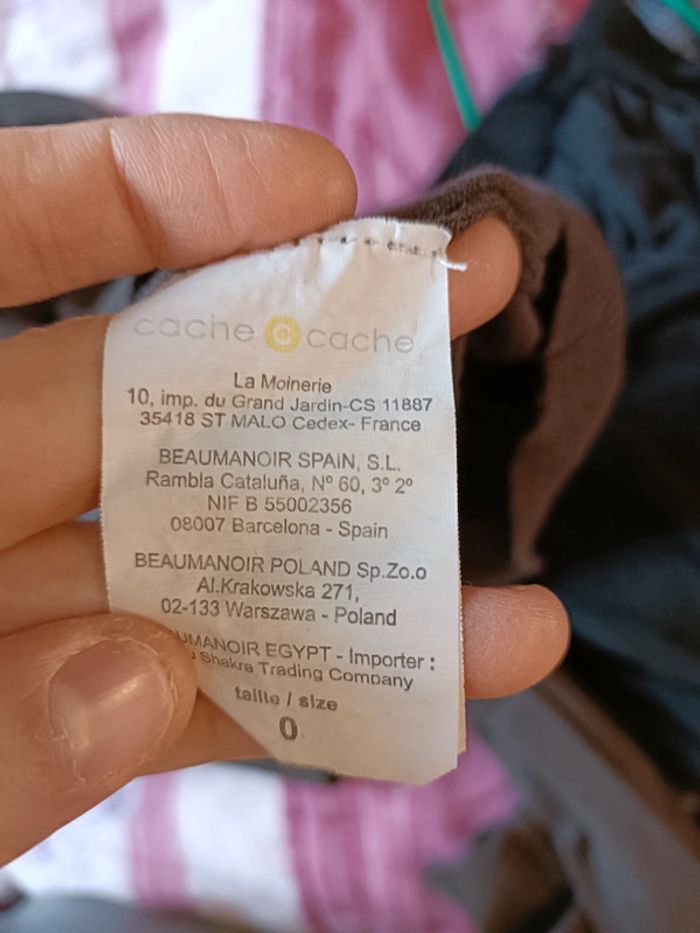 cache c cache
La Moinerie
10, imp. du Grand Jardin-CS 11887
35418 ST MALO Cedex- France
BEAUMANOIR SPAIN, S.L.
Rambla Cataluña, Nº 60, 3º 2º
NIF B 55002356
08007 Barcelona - Spain
BEAUMANOIR POLAND Sp.Zo.o
Al.Krakowska 271,
02-133 Warszawa - Poland
UMANOIR EGYPT - Importer :
Shakra Trading Company
taille / size
0